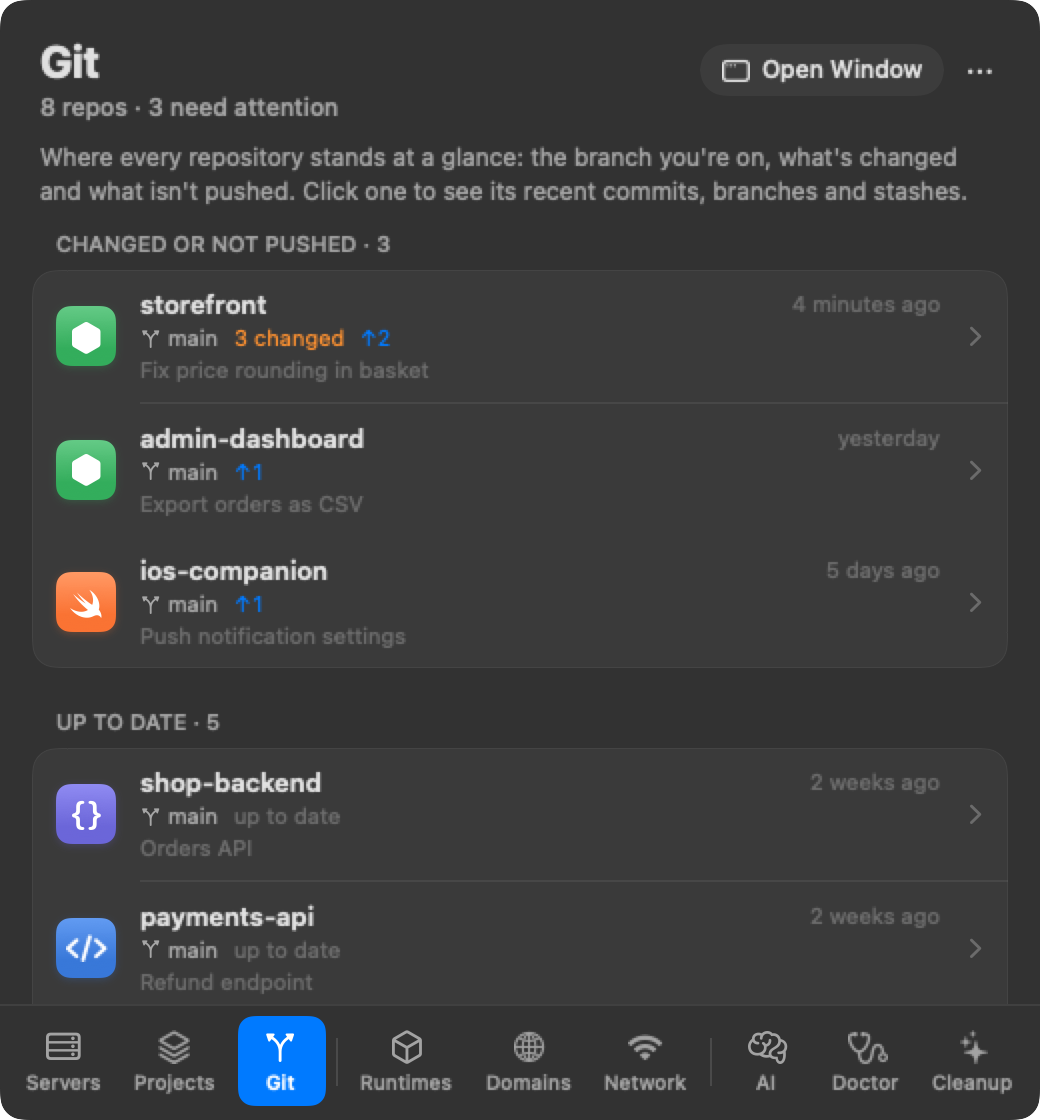 Git
Open Window
8 repos · 3 need attention
Where every repository stands at a glance: the branch you're on, what's changed
and what isn't pushed. Click one to see its recent commits, branches and stashes.
CHANGED OR NOT PUSHED · 3
storefront
4 minutes ago
main 3 changed ↑2
Fix price rounding in basket
admin-dashboard
yesterday
main ↑1
Export orders as CSV
ios-companion
5 days ago
main ↑1
Push notification settings
UP TO DATE · 5
shop-backend
2 weeks ago
{}
main up to date
Orders API
payments-api
2 weeks ago
</>
main up to date
Refund endpoint
Servers Projects Git Runtimes Domains Network AI Doctor Cleanup